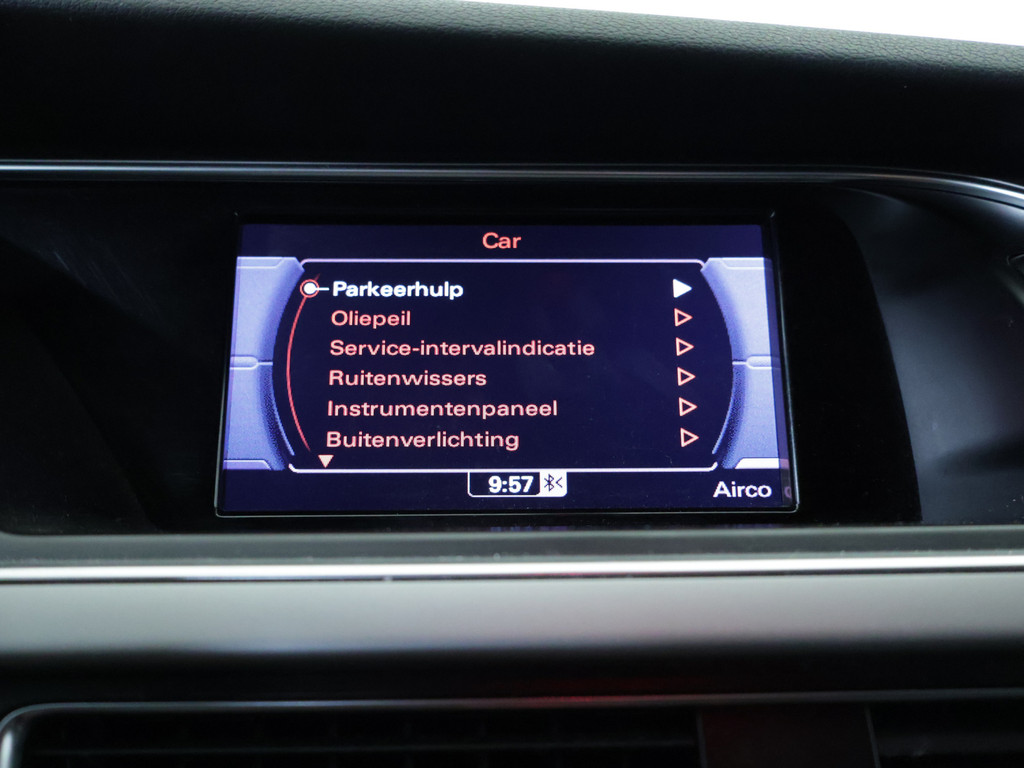 Car
Parkeerhulp
Oliepeil
Service-intervalindicatie
Ruitenwissers
Instrumentenpaneel
Buitenverlichting
9:57
Airco